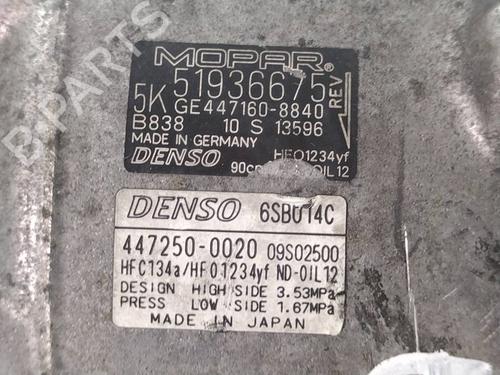 MOPAR®
5K 51936675 REV
GE447160-8840
B838 10 S 13596
MADE IN GERMANY
DENSO HFO1234yf
90cc OIL12
DENSO 6SBU14C
447250-0020 09S02500
HFC134a/HFO1234yf ND-OIL12
DESIGN HIGH SIDE 3.53MPa
PRESS LOW SIDE 1.67MPa
MADE IN JAPAN
B-PARTS